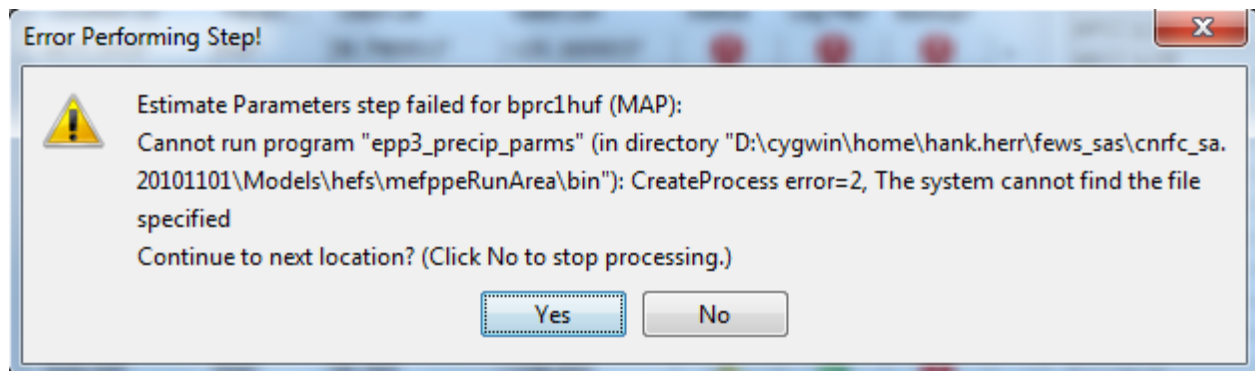 Error Performing Step!
Estimate Parameters step failed for bprc1huf (MAP):
Cannot run program "epp3_precip_parms" (in directory "D:\cygwin\home\hank.herr\fews_sas\cnrfc_sa.
20101101\Models\hefs\mefppeRunArea\bin"): CreateProcess error=2, The system cannot find the file
specified
Continue to next location? (Click No to stop processing.)
Yes No